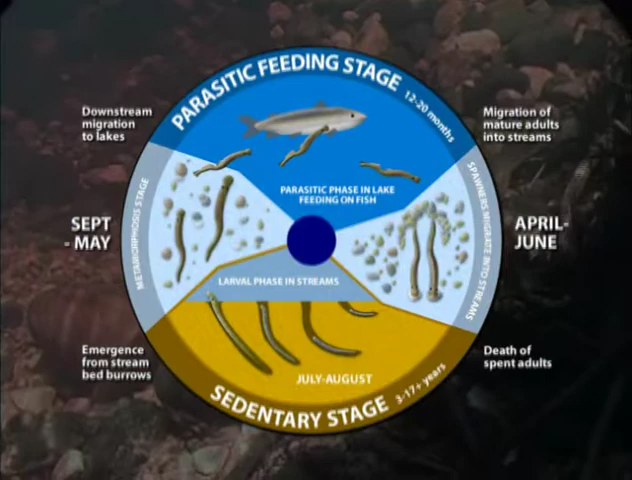 PARASITIC FEEDING STAGE
12-20 months
Downstream
migration
to lakes
Migration of
mature adults
into streams
PARASITIC PHASE IN LAKE
FEEDING ON FISH
METAMORPHOSIS STAGE
SPAWNERS MIGRATE INTO STREAMS
SEPT
- MAY
APRIL-
JUNE
LARVAL PHASE IN STREAMS
Emergence
from stream
bed burrows
Death of
spent adults
JULY-AUGUST
SEDENTARY STAGE
3-17+ years